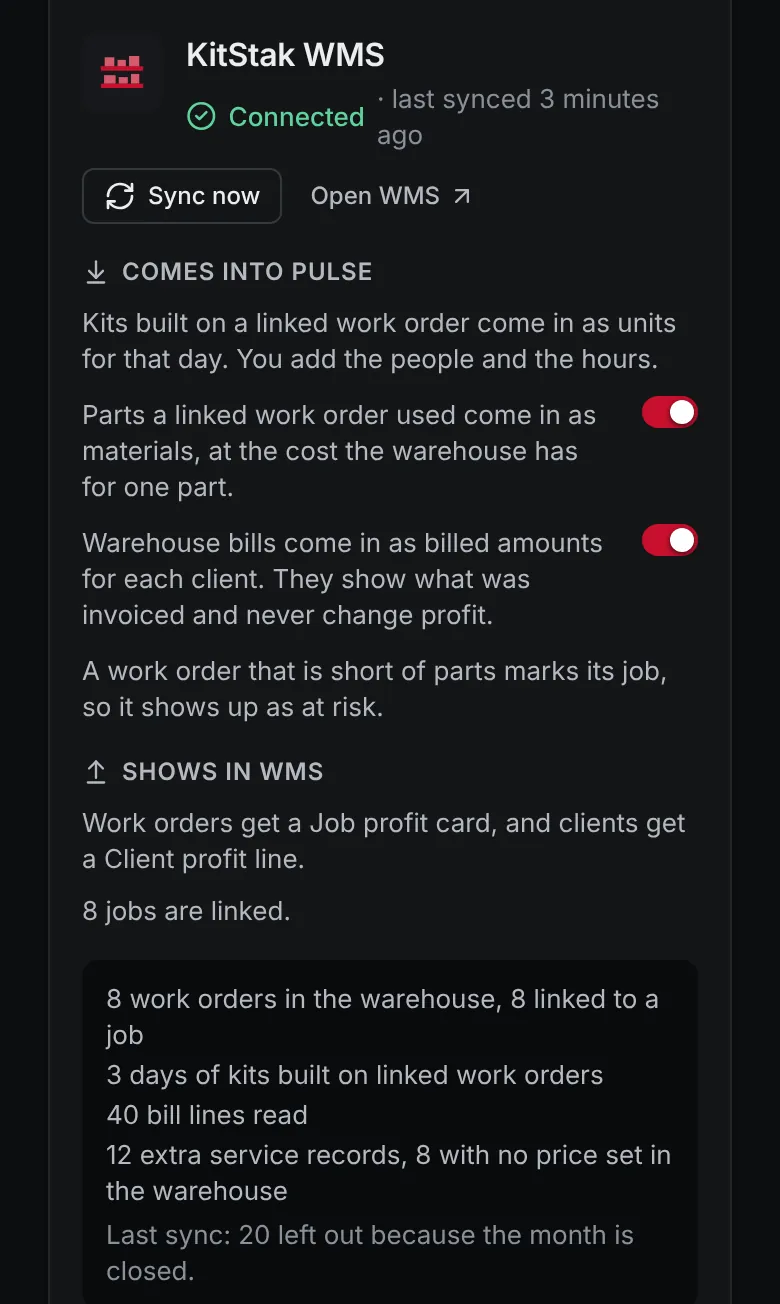 KitStak WMS
Connected · last synced 3 minutes
ago
Sync now Open WMS
COMES INTO PULSE
Kits built on a linked work order come in as units
for that day. You add the people and the hours.
Parts a linked work order used come in as
materials, at the cost the warehouse has
for one part.
Warehouse bills come in as billed amounts
for each client. They show what was
invoiced and never change profit.
A work order that is short of parts marks its job,
so it shows up as at risk.
SHOWS IN WMS
Work orders get a Job profit card, and clients get
a Client profit line.
8 jobs are linked.
8 work orders in the warehouse, 8 linked to a
job
3 days of kits built on linked work orders
40 bill lines read
12 extra service records, 8 with no price set in
the warehouse
Last sync: 20 left out because the month is
closed.